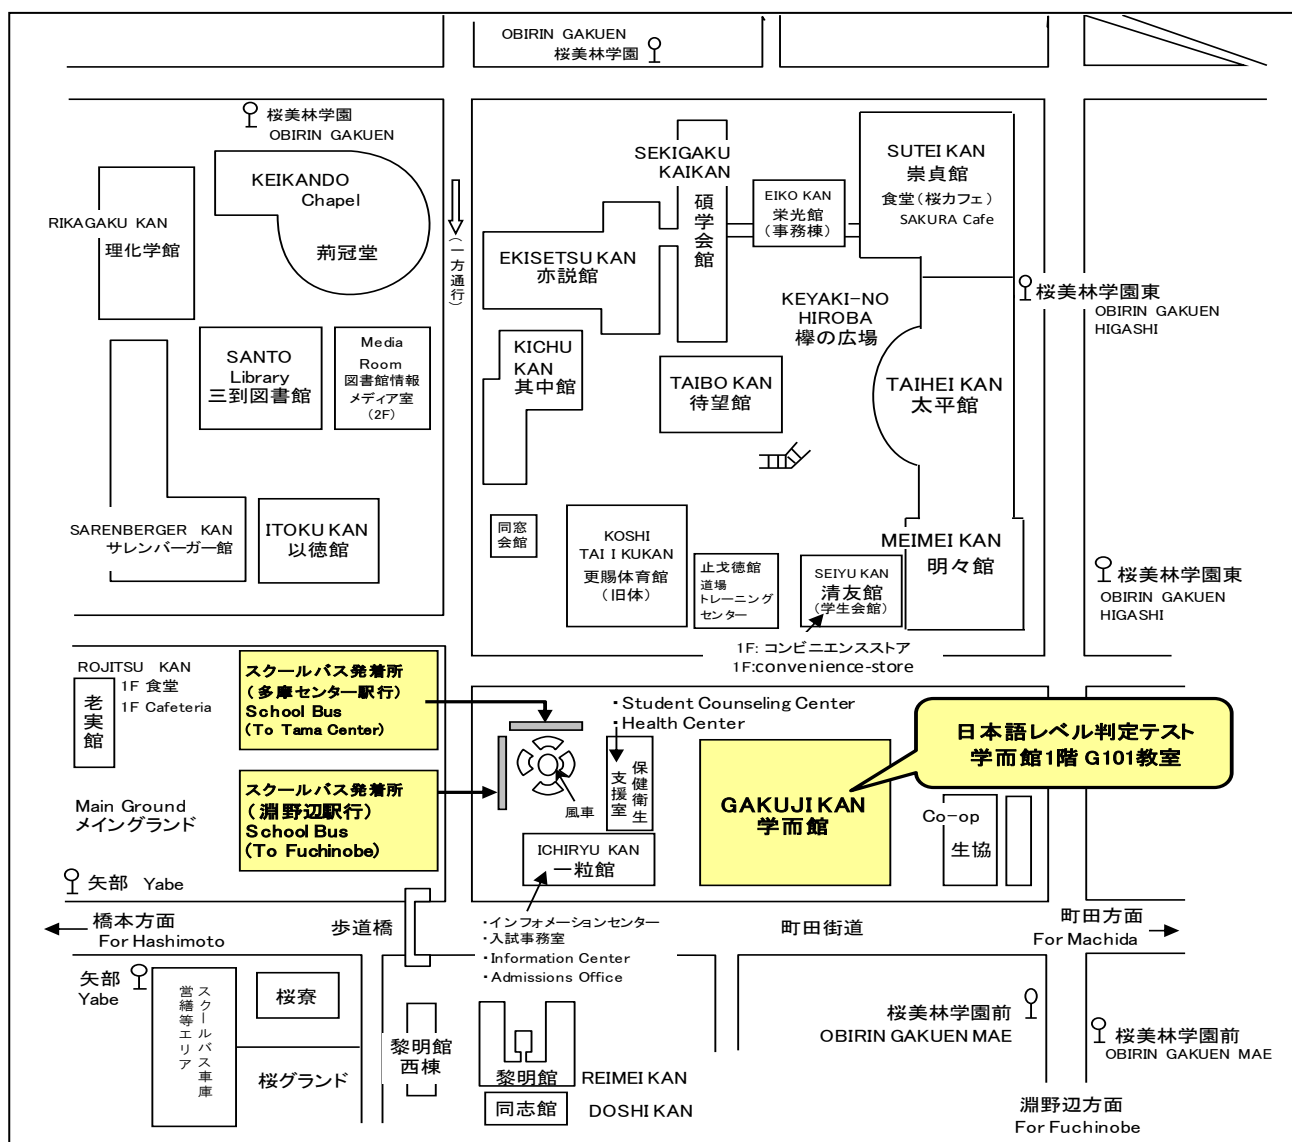 OBIRIN GAKUEN
桜美林学園
桜美林学園
OBIRIN GAKUEN
KEIKANDO
Chapel
荊冠堂
RIKAGAKU KAN
理化学館
(一方通行)
SEKIGAKU
KAIKAN
碩学会館
EIKO KAN
栄光館
(事務棟)
SUTEI KAN
崇貞館
食堂(桜カフェ)
SAKURA Cafe
EKISETSU KAN
亦説館
KEYAKI-NO
HIROBA
欅の広場
桜美林学園東
OBIRIN GAKUEN
HIGASHI
SANTO
Library
三到図書館
Media
Room
図書館情報
メディア室
(2F)
KICHU
KAN
其中館
TAIBO KAN
待望館
TAIHEI KAN
太平館
SARENBERGER KAN
サレンバーガー館
ITOKU KAN
以徳館
同窓
会館
KOSHI
TAI I KUKAN
更賜体育館
(旧体)
止戈徳館
道場
トレーニング
センター
SEIYU KAN
清友館
(学生会館)
MEIMEI KAN
明々館
桜美林学園東
OBIRIN GAKUEN
HIGASHI
1F: コンビニエンスストア
1F:convenience-store
ROJITSU KAN
1F 食堂
1F Cafeteria
老実館
スクールバス発着所
(多摩センター駅行)
School Bus
(To Tama Center)
・Student Counseling Center
・Health Center
保健衛生
支援室
風車
日本語レベル判定テスト
学而館1階 G101教室
Main Ground
メイングランド
スクールバス発着所
(淵野辺駅行)
School Bus
(To Fuchinobe)
GAKUJI KAN
学而館
Co-op
生協
ICHIRYU KAN
一粒館
矢部 Yabe
橋本方面
For Hashimoto
歩道橋
・インフォメーションセンター
・入試事務室
・Information Center
・Admissions Office
町田街道
町田方面
For Machida
矢部
Yabe
スクールバス車庫
営繕等エリア
桜寮
桜グランド
黎明館
西棟
黎明館
REIMEI KAN
同志館
DOSHI KAN
桜美林学園前
OBIRIN GAKUEN MAE
桜美林学園前
OBIRIN GAKUEN MAE
淵野辺方面
For Fuchinobe